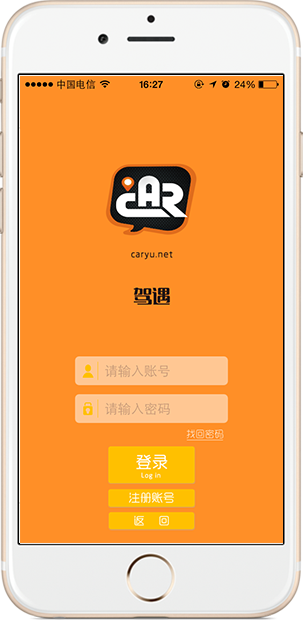 中国电信 16:27 24%
CAR
caryu.net
驾遇
请输入账号
请输入密码
找回密码
登录
Log in
注册账号
返 回